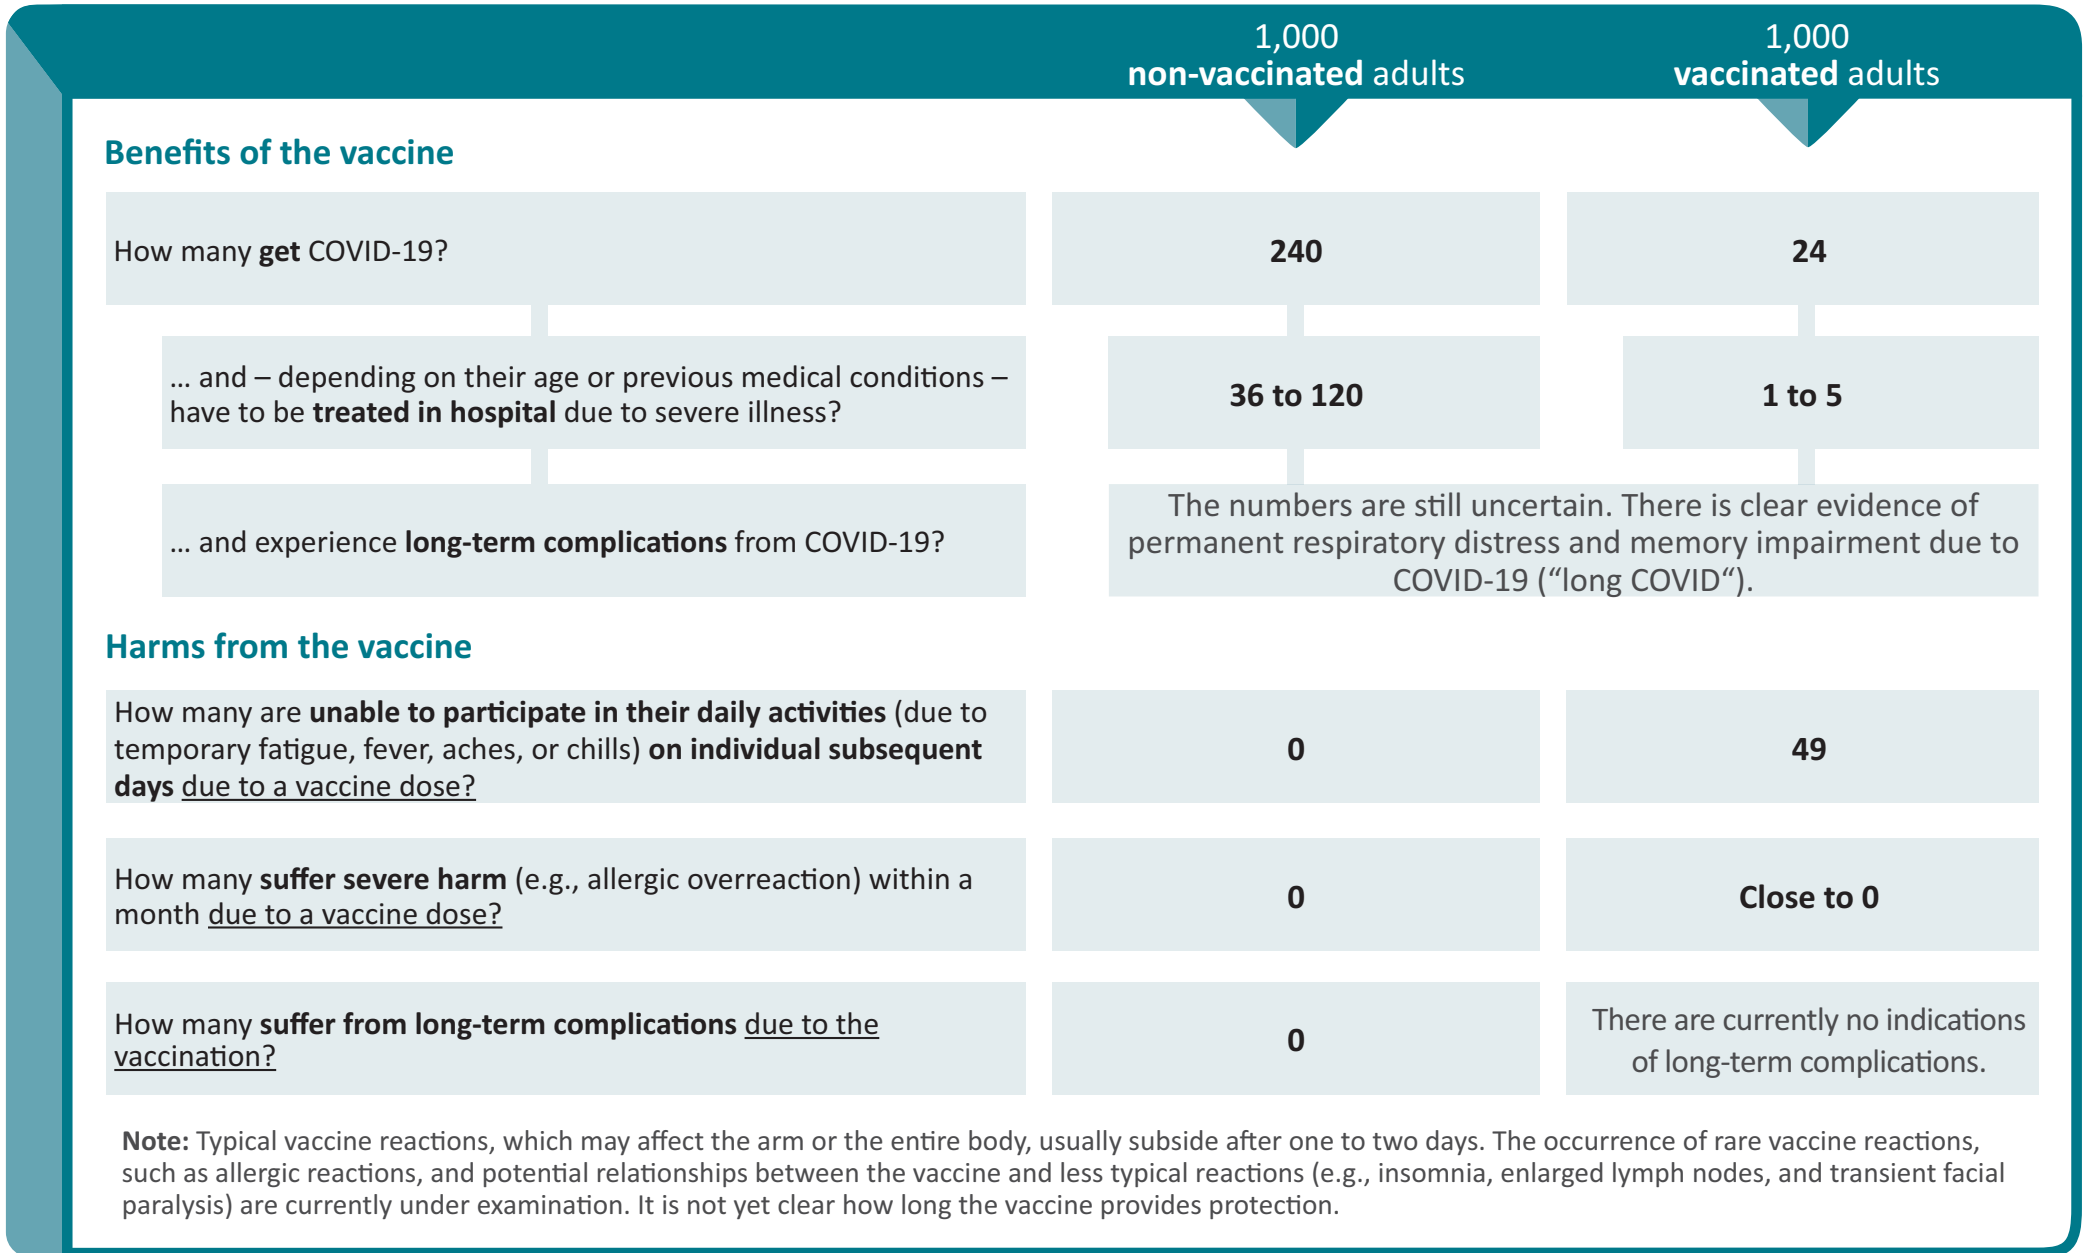 1,000
non-vaccinated adults
1,000
vaccinated adults
Benefits of the vaccine
How many get COVID-19?
240
24
... and – depending on their age or previous medical conditions –
have to be treated in hospital due to severe illness?
36 to 120
1 to 5
... and experience long-term complications from COVID-19?
The numbers are still uncertain. There is clear evidence of
permanent respiratory distress and memory impairment due to
COVID-19 (“long COVID“).
Harms from the vaccine
How many are unable to participate in their daily activities (due to
temporary fatigue, fever, aches, or chills) on individual subsequent
days due to a vaccine dose?
0
49
How many suffer severe harm (e.g., allergic overreaction) within a
month due to a vaccine dose?
0
Close to 0
How many suffer from long-term complications due to the
vaccination?
0
There are currently no indications
of long-term complications.
Note: Typical vaccine reactions, which may affect the arm or the entire body, usually subside after one to two days. The occurrence of rare vaccine reactions,
such as allergic reactions, and potential relationships between the vaccine and less typical reactions (e.g., insomnia, enlarged lymph nodes, and transient facial
paralysis) are currently under examination. It is not yet clear how long the vaccine provides protection.